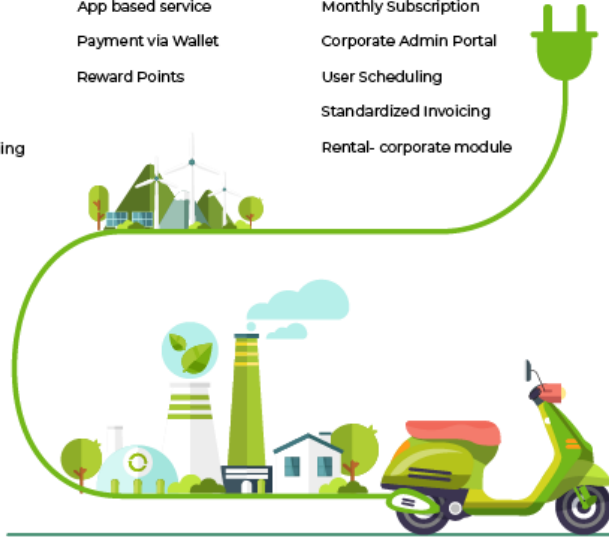 App based service
Payment via Wallet
Reward Points
ing
Monthly Subscription
Corporate Admin Portal
User Scheduling
Standardized Invoicing
Rental- corporate module